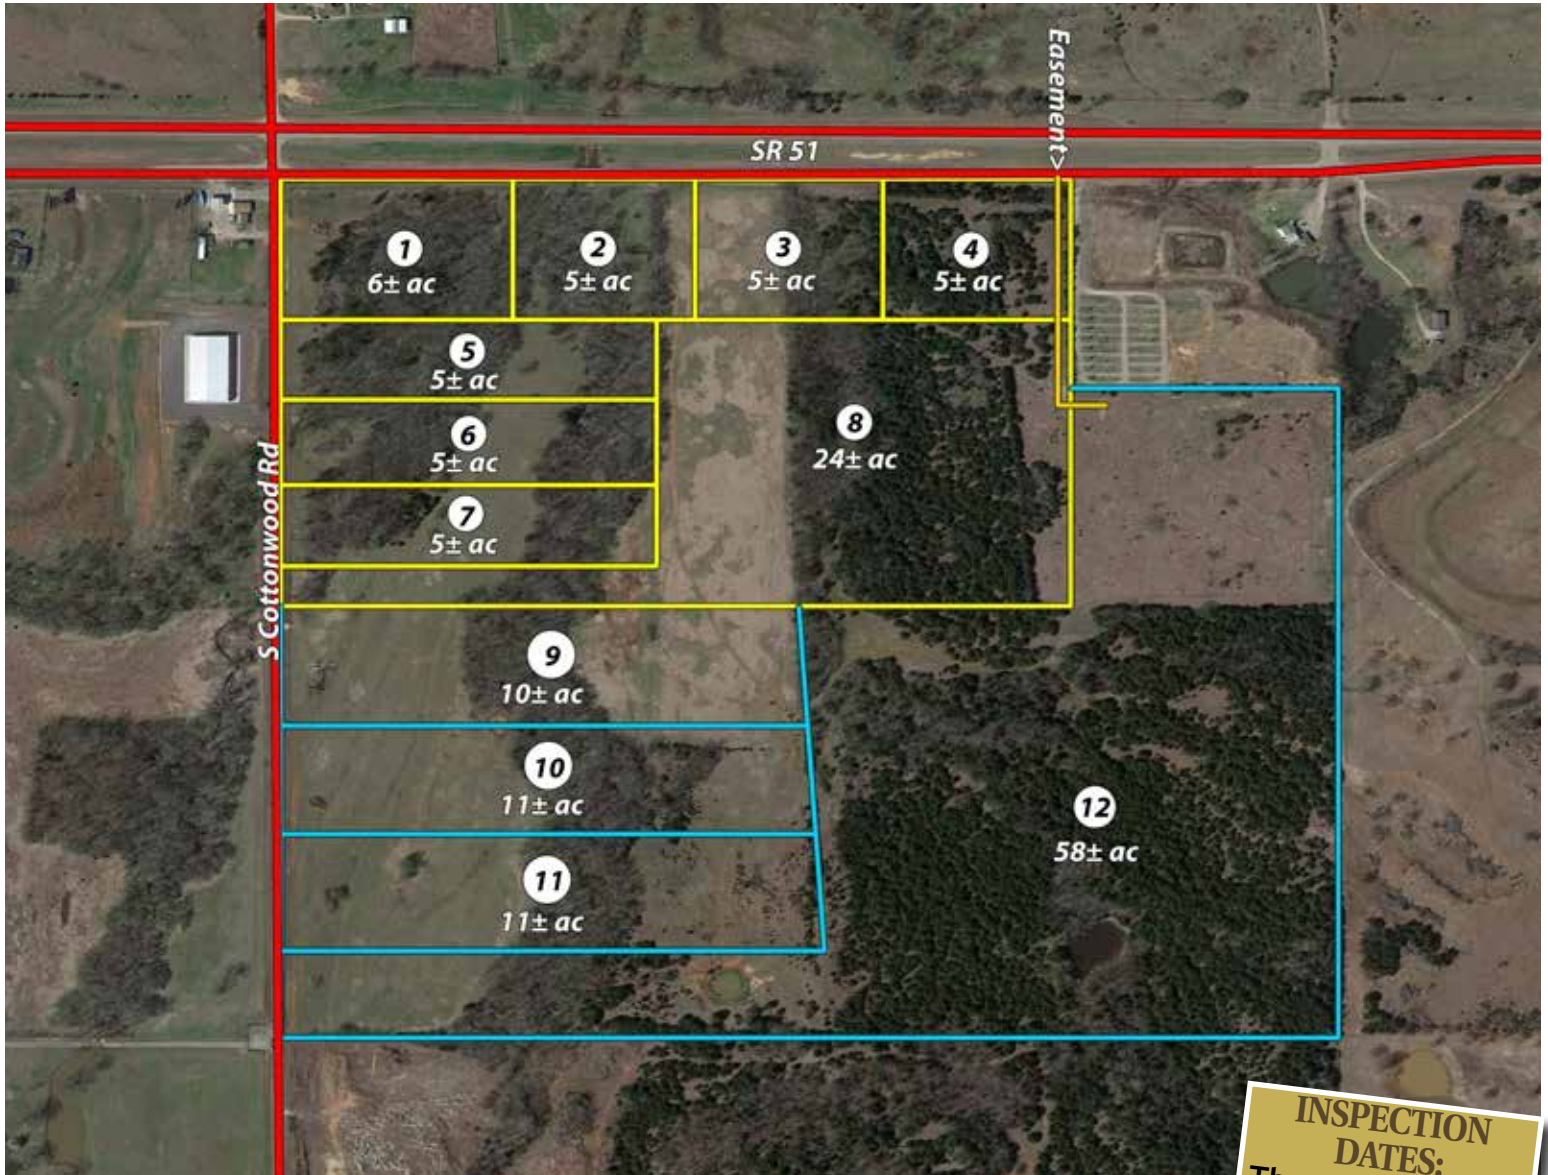 Easement>
SR 51
1
6± ac
2
5± ac
3
5± ac
4
5± ac
5
5± ac
6
5± ac
7
5± ac
8
24± ac
S Cottonwood Rd
9
10± ac
10
11± ac
11
11± ac
12
58± ac
INSPECTION
DATES: